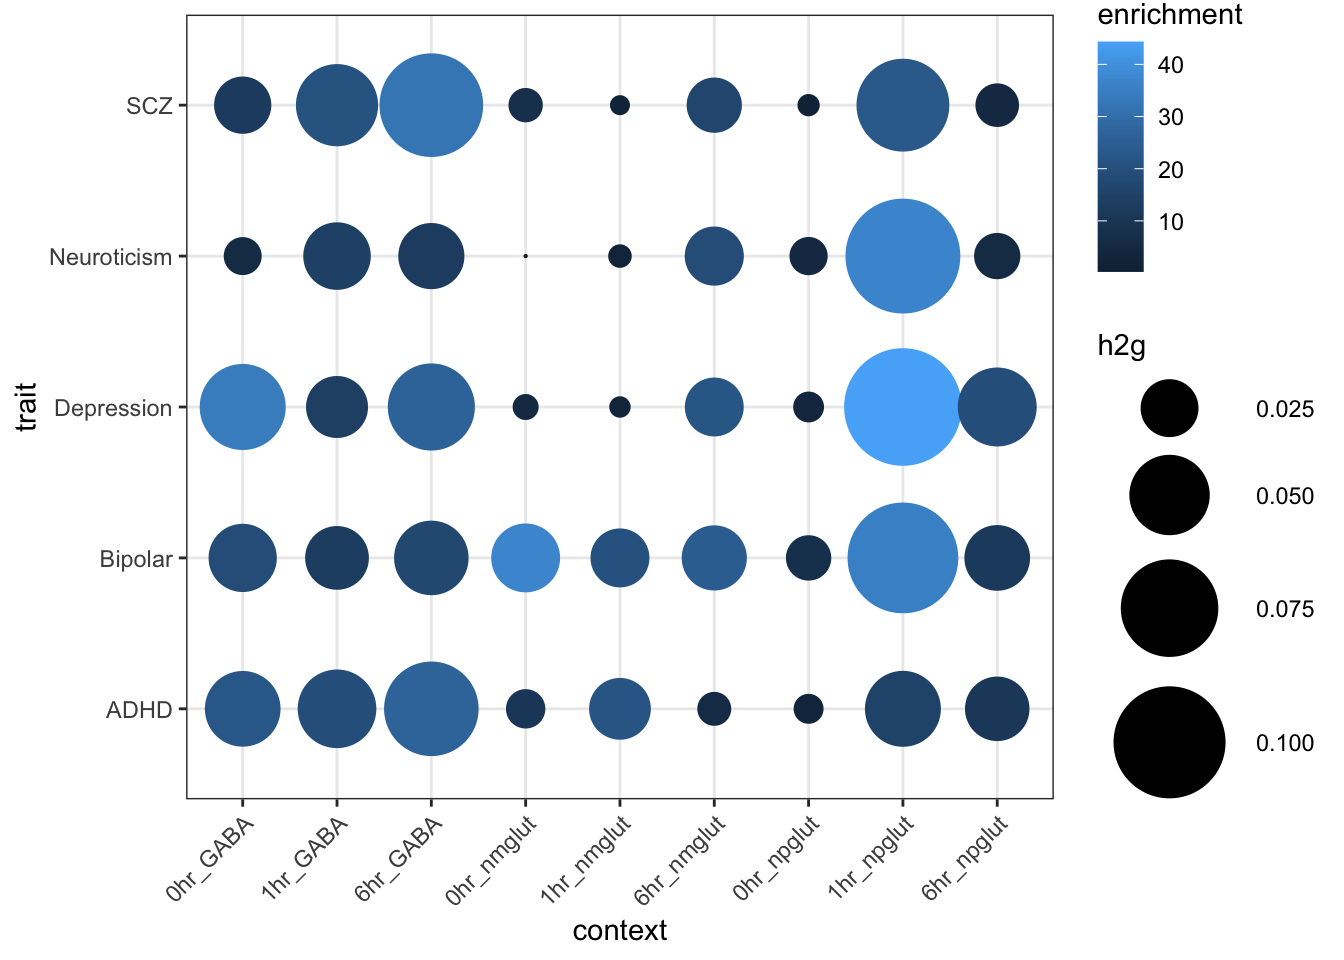 enrichment
40
30
20
10
h2g
0.025
0.050
0.075
0.100
trait
SCZ
Neuroticism
Depression
Bipolar
ADHD
0hr_GABA
1hr_GABA
6hr_GABA
0hr_nmglut
1hr_nmglut
6hr_nmglut
0hr_npglut
1hr_npglut
6hr_npglut
context